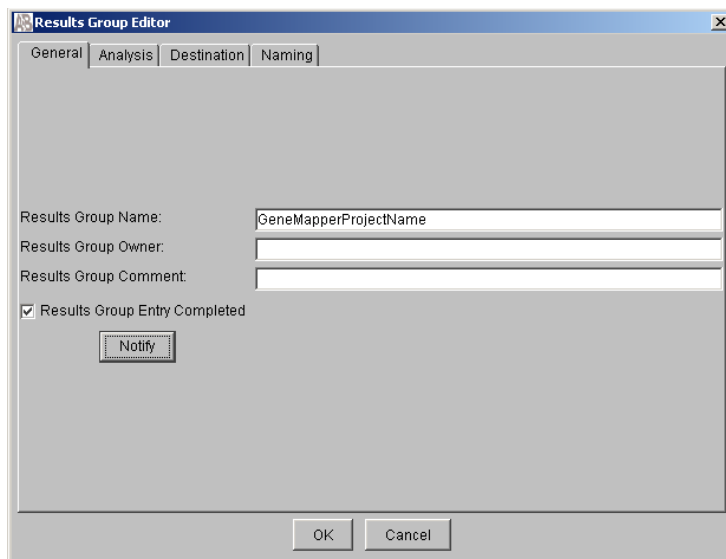 AB Results Group Editor
General Analysis Destination Naming
Results Group Name: GeneMapperProjectName
Results Group Owner:
Results Group Comment:
Results Group Entry Completed
Notify
OK Cancel